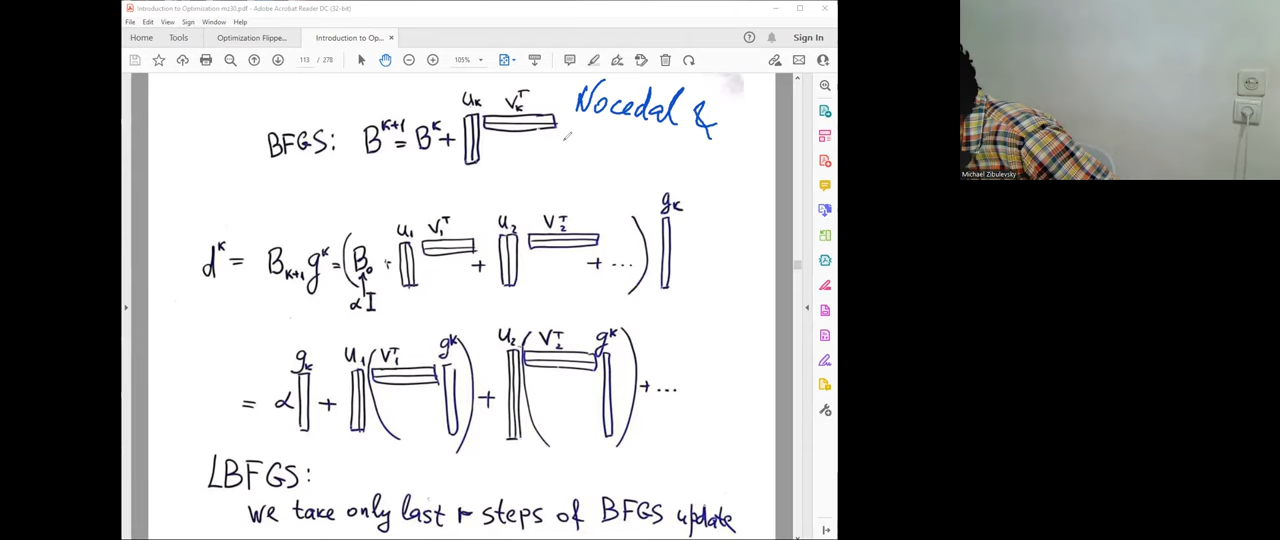 Introduction to Optimization mz30.pdf - Adobe Acrobat Reader DC (32-bit)
File Edit View Sign Window Help
Home Tools Optimization Flippe... Introduction to Op... × Sign In
113 / 278 105%
Nocedal &
BFGS: B^{k+1} = B^k + u_k v_k^T
d^k = B_{k+1} g^k = (B_0 + u_1 v_1^T + u_2 v_2^T + ...) g_k
αI
= α g_k + u_1 (v_1^T g^k) + u_2 (v_2^T g^k) + ...
LBFGS:
we take only last r steps of BFGS update
Michael Zibulevsky